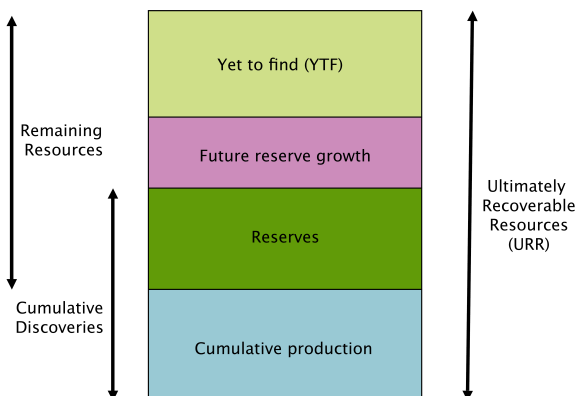 Yet to find (YTF)
Remaining
Resources
Future reserve growth
Ultimately
Recoverable
Resources
(URR)
Reserves
Cumulative
Discoveries
Cumulative production